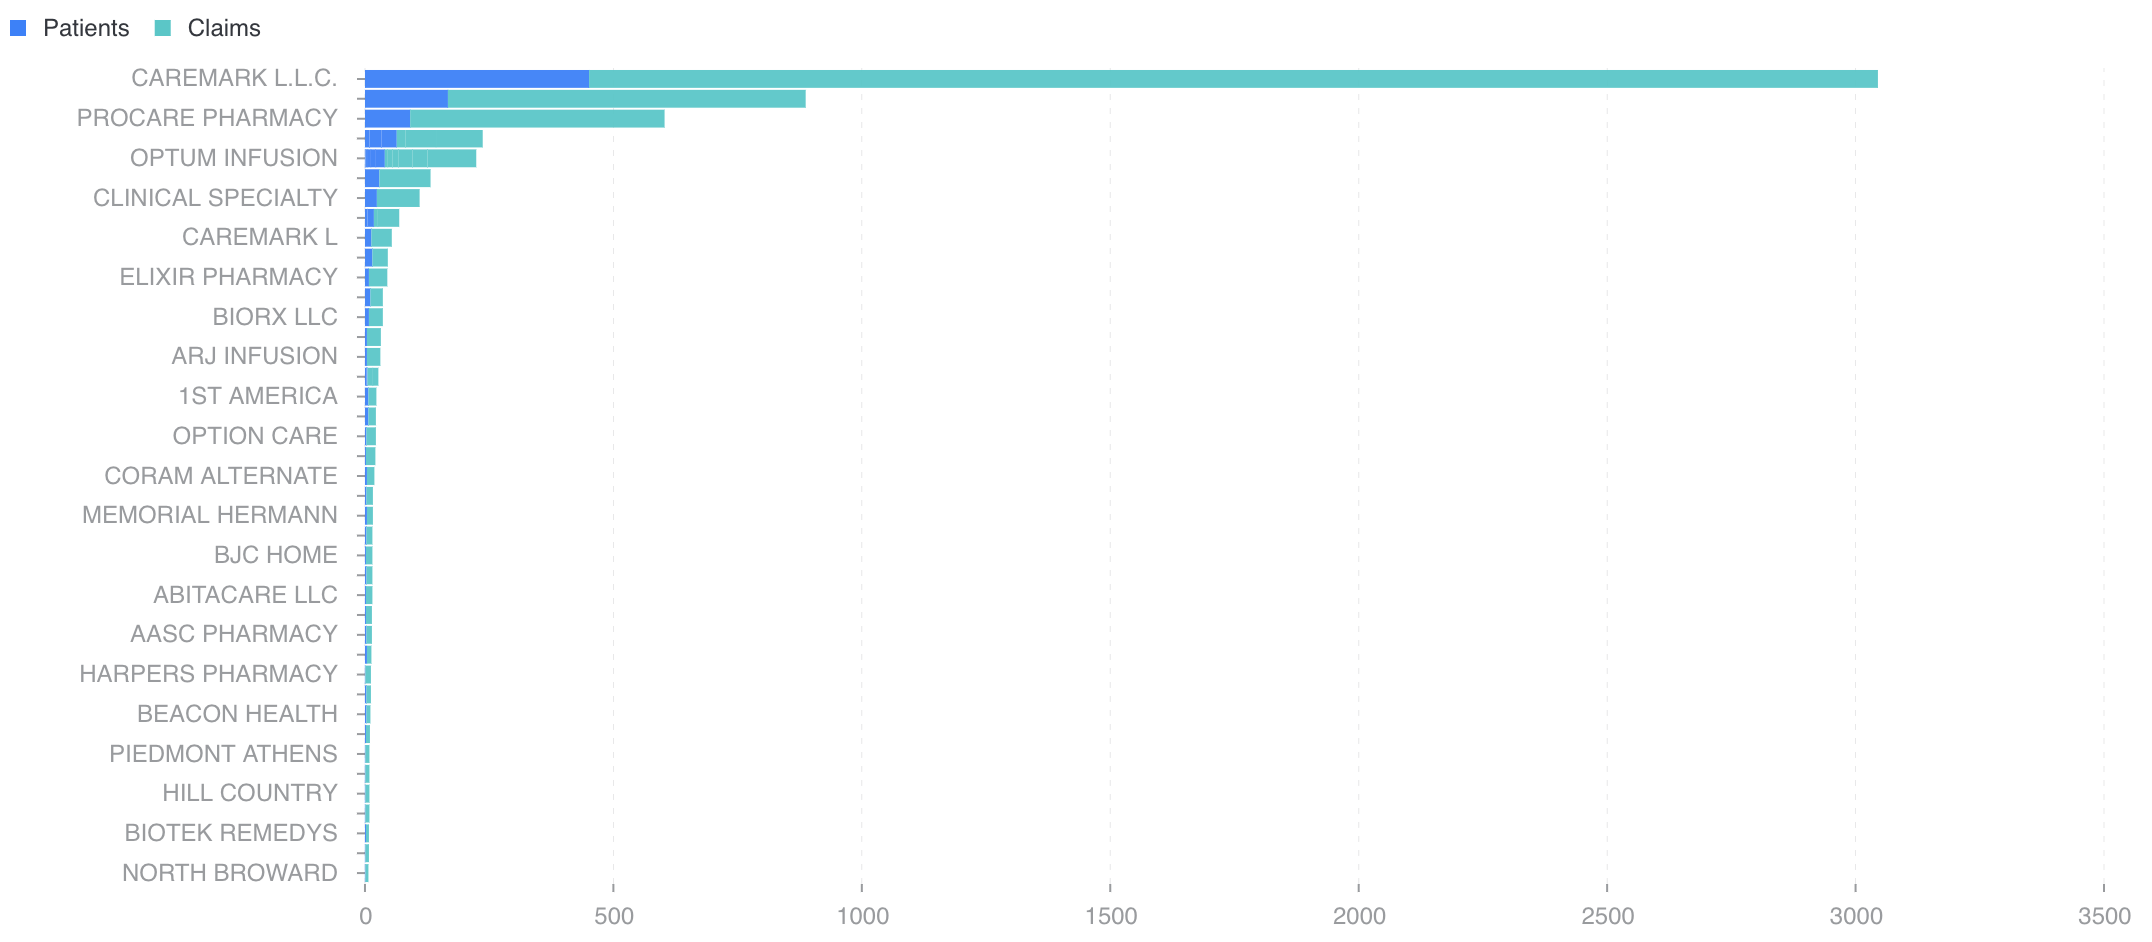 Patients Claims
CAREMARK L.L.C.
PROCARE PHARMACY
OPTUM INFUSION
CLINICAL SPECIALTY
CAREMARK L
ELIXIR PHARMACY
BIORX LLC
ARJ INFUSION
1ST AMERICA
OPTION CARE
CORAM ALTERNATE
MEMORIAL HERMANN
BJC HOME
ABITACARE LLC
AASC PHARMACY
HARPERS PHARMACY
BEACON HEALTH
PIEDMONT ATHENS
HILL COUNTRY
BIOTEK REMEDYS
NORTH BROWARD
0 500 1000 1500 2000 2500 3000 3500